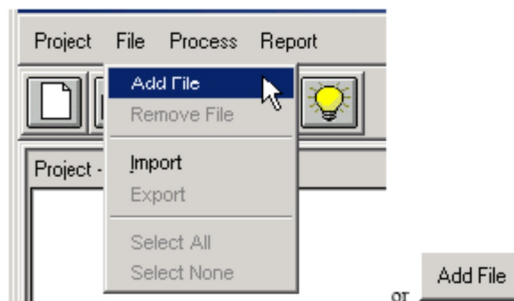 Project File Process Report
Add File
Remove File
Project -
Import
Export
Select All
Select None
or Add File